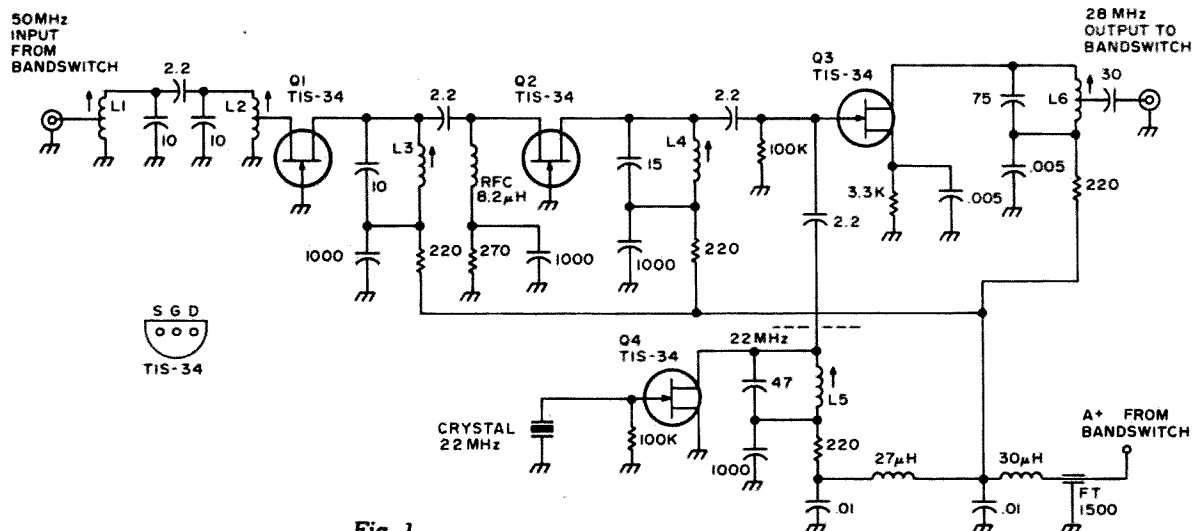 50MHz
INPUT
FROM
BANDSWITCH
2.2
L1
10
10
L2
Q1
TIS-34
10
L3
2.2
RFC
8.2µH
1000
220
270
1000
Q2
TIS-34
15
L4
2.2
1000
220
100K
Q3
TIS-34
3.3K
.005
2.2
75
L6
.005
220
28 MHz
OUTPUT TO
BANDSWITCH
30
S G D
TIS-34
Q4
TIS-34
22MHz
47
L5
CRYSTAL
22MHz
100K
1000
220
27µH
.01
30µH
.01
A+ FROM
BANDSWITCH
FT
1500
Fig. 1